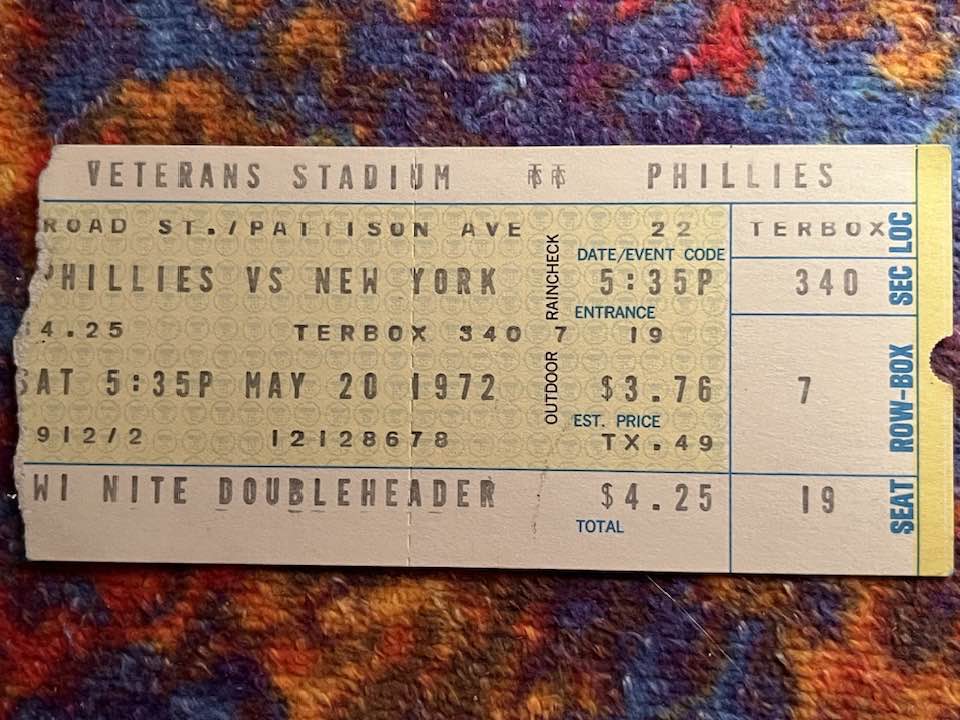 VETERANS STADIUM PHILLIES
ROAD ST./PATTISON AVE 22 TERBOX
DATE/EVENT CODE
PHILLIES VS NEW YORK 5:35P 340
ENTRANCE
$4.25 TERBOX 340 7 19
SAT 5:35P MAY 20 1972 $3.76 7
EST. PRICE
912/2 12128678 TX.49
WI NITE DOUBLEHEADER $4.25 19
TOTAL
OUTDOOR RAINCHECK
SEAT ROW-BOX SEC LOC